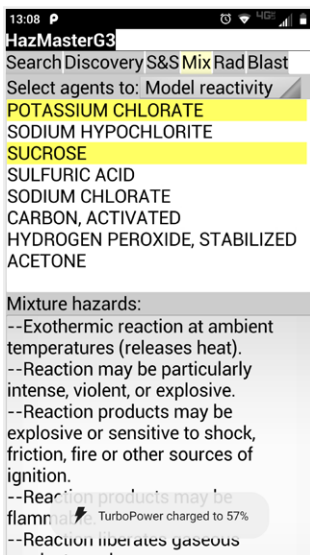 13:08 P 4G
HazMasterG3
Search Discovery S&S Mix Rad Blast
Select agents to: Model reactivity
POTASSIUM CHLORATE
SODIUM HYPOCHLORITE
SUCROSE
SULFURIC ACID
SODIUM CHLORATE
CARBON, ACTIVATED
HYDROGEN PEROXIDE, STABILIZED
ACETONE
Mixture hazards:
--Exothermic reaction at ambient
temperatures (releases heat).
--Reaction may be particularly
intense, violent, or explosive.
--Reaction products may be
explosive or sensitive to shock,
friction, fire or other sources of
ignition.
--Reaction products may be
flammable.
TurboPower charged to 57%
--Reaction liberates gaseous